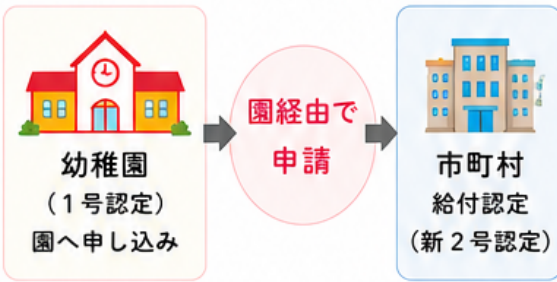 幼稚園
（１号認定）
園へ申し込み
園経由で
申請
市町村
給付認定
（新２号認定）